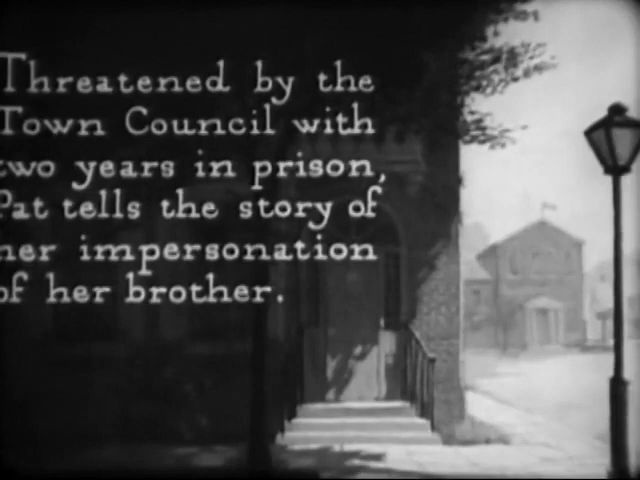 Threatened by the
Town Council with
two years in prison,
Pat tells the story of
her impersonation
of her brother.